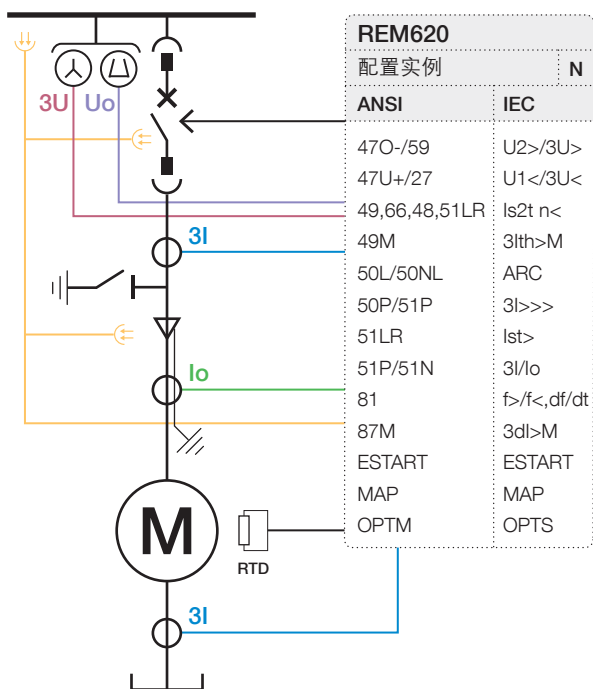 REM620
配置实例 N
ANSI IEC
47O-/59 U2>/3U>
47U+/27 U1</3U<
49,66,48,51LR Is2t n<
49M 3Ith>M
50L/50NL ARC
50P/51P 3I>>>
51LR Ist>
51P/51N 3I/Io
81 f>/f<,df/dt
87M 3dI>M
ESTART ESTART
MAP MAP
OPTM OPTS
3U Uo
3I
Io
M
RTD
3I